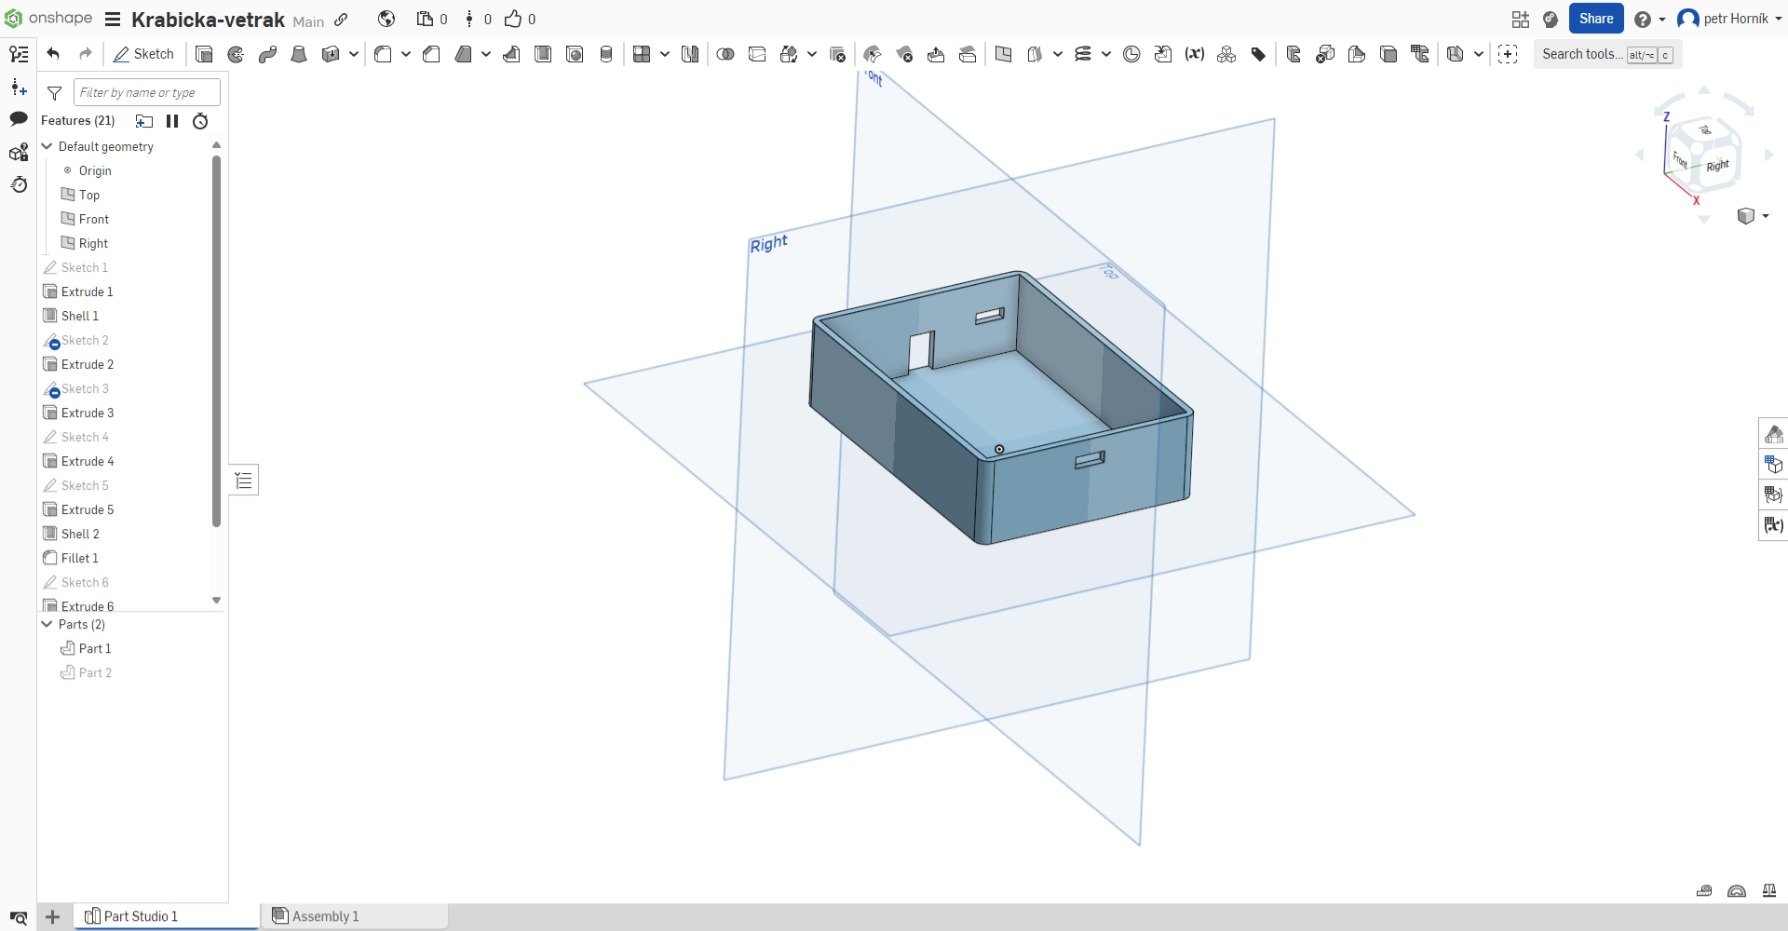 onshape Krabicka-vetrak Main 0 0 0 Share petr Horník
Sketch Search tools... alt/⌥ c
Filter by name or type
Features (21)
Default geometry
Origin
Top
Front
Right
Sketch 1
Extrude 1
Shell 1
Sketch 2
Extrude 2
Sketch 3
Extrude 3
Sketch 4
Extrude 4
Sketch 5
Extrude 5
Shell 2
Fillet 1
Sketch 6
Extrude 6
Parts (2)
Part 1
Part 2
Right
Top
Z
Top
Front
Right
X
Part Studio 1
Assembly 1